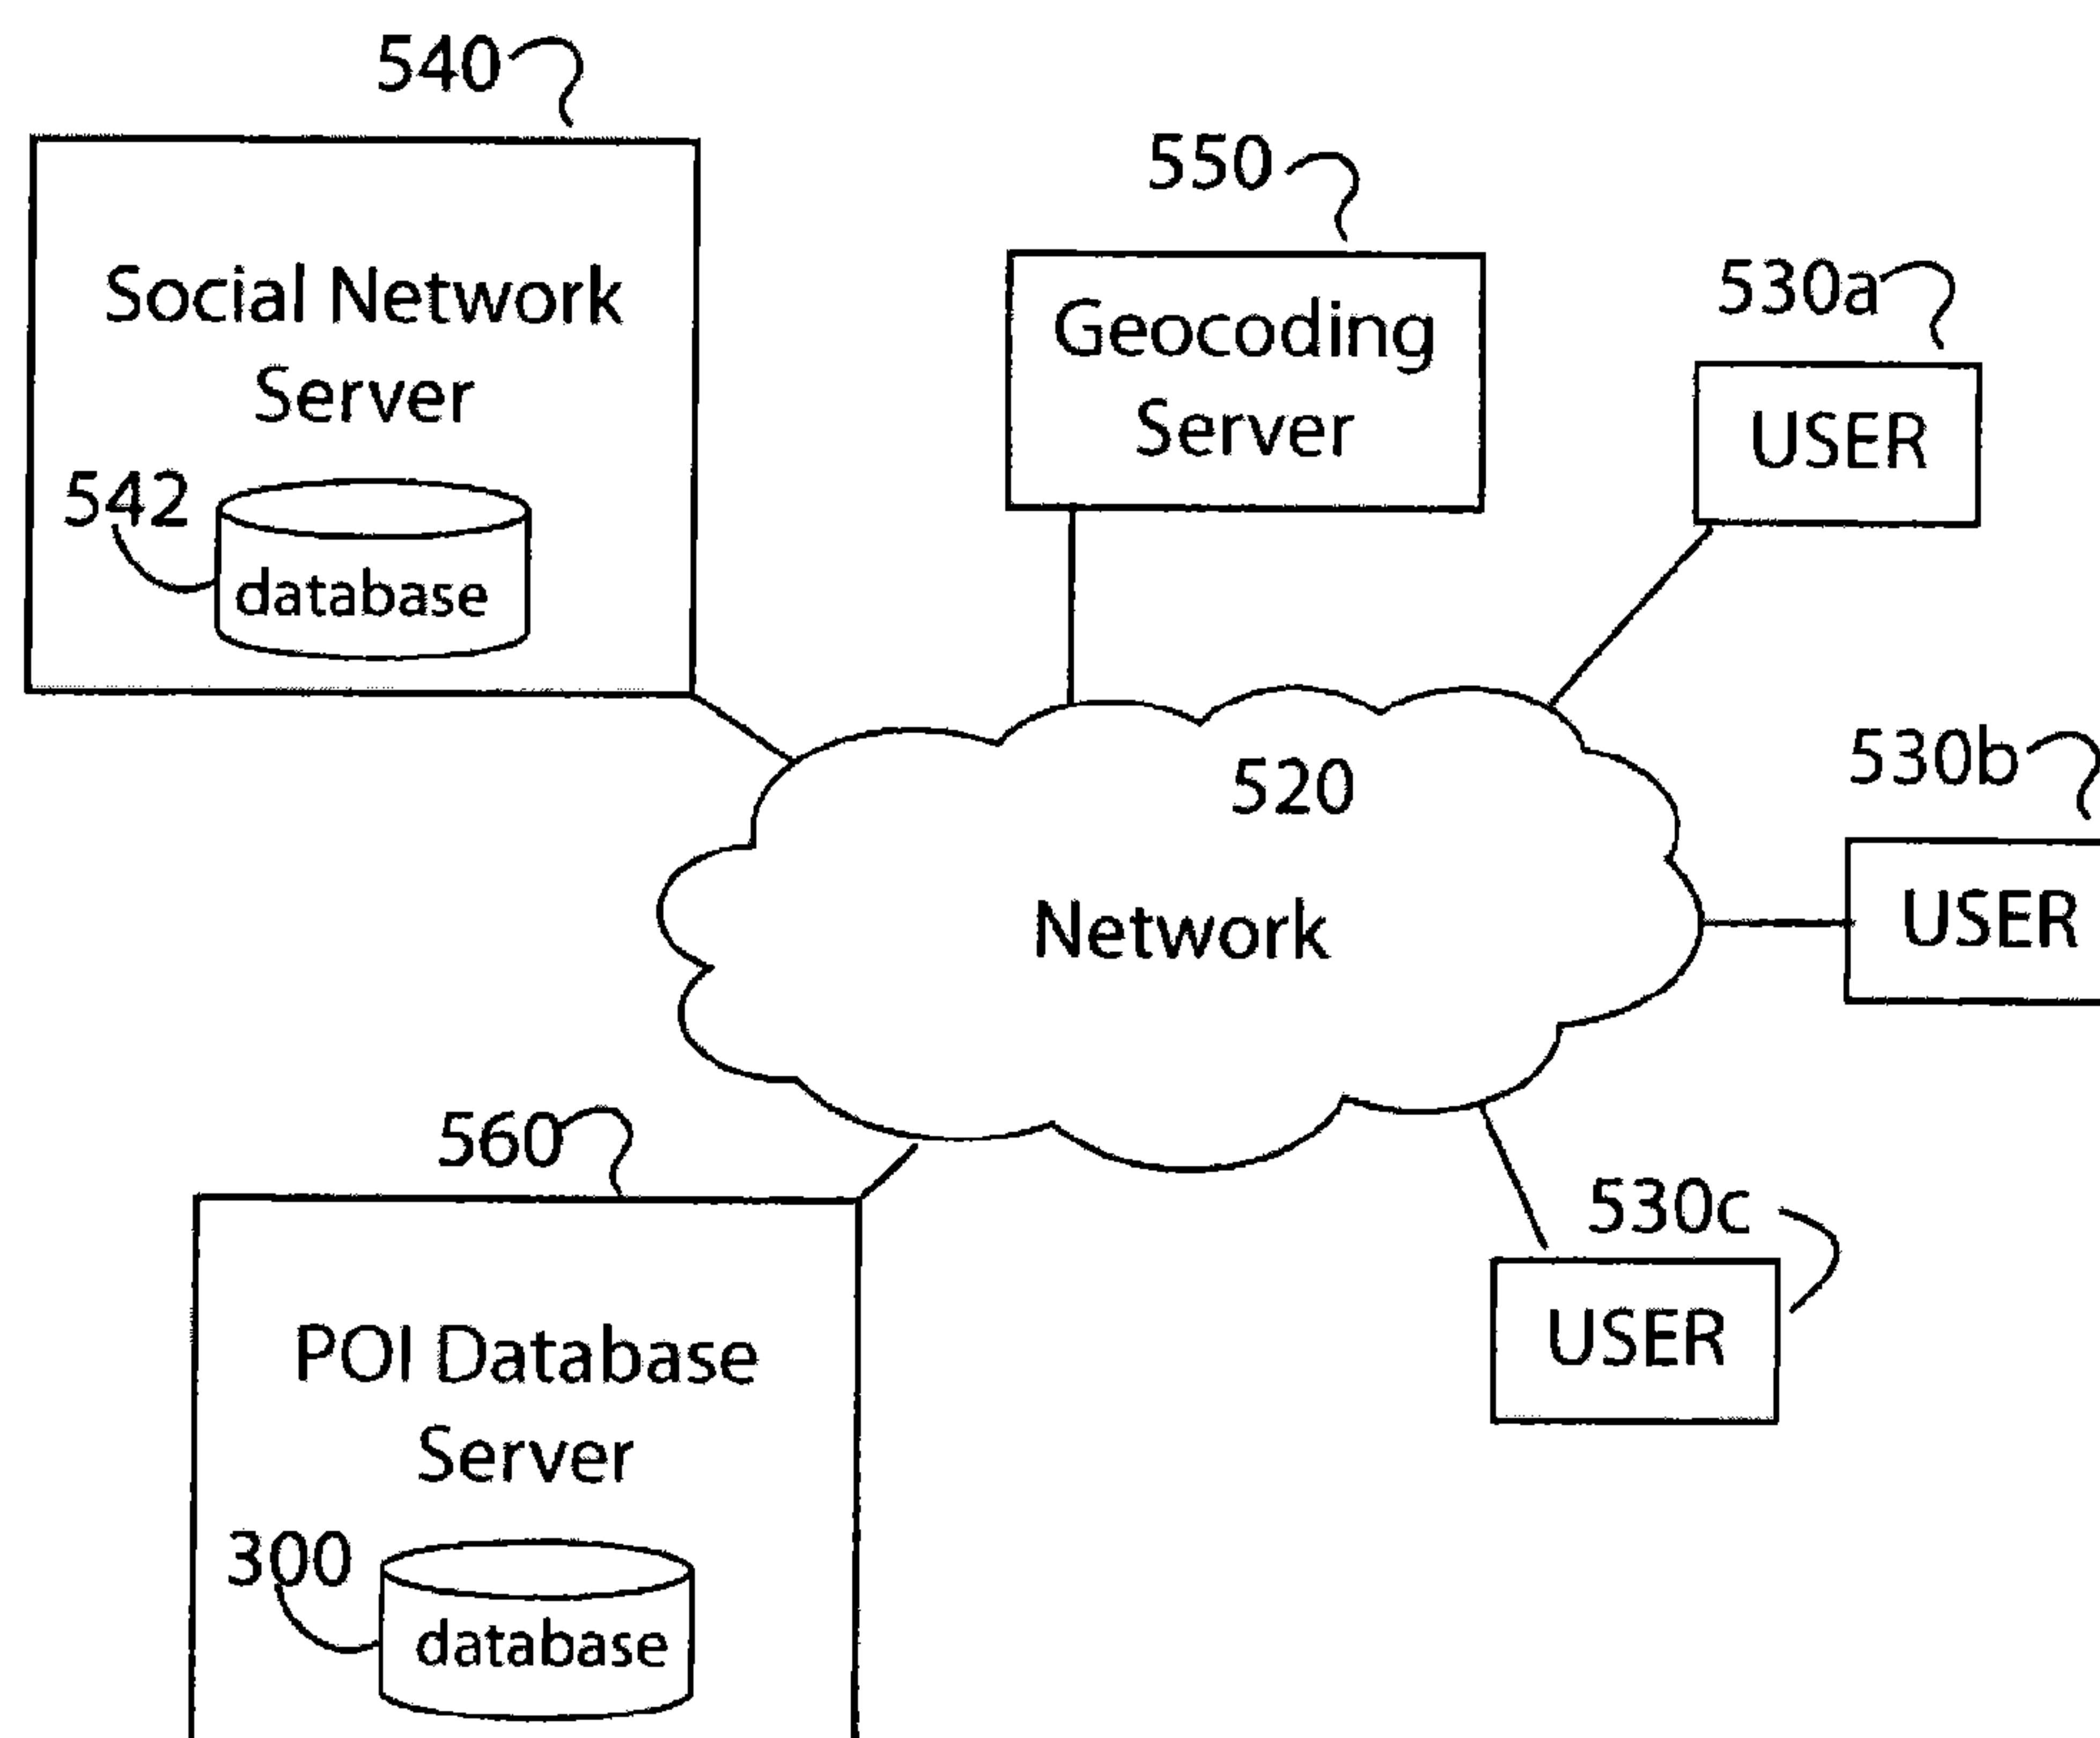 540
Social Network
Server
542
database
550
Geocoding
Server
530a
USER
520
Network
530b
USER
560
POI Database
Server
300
database
530c
USER